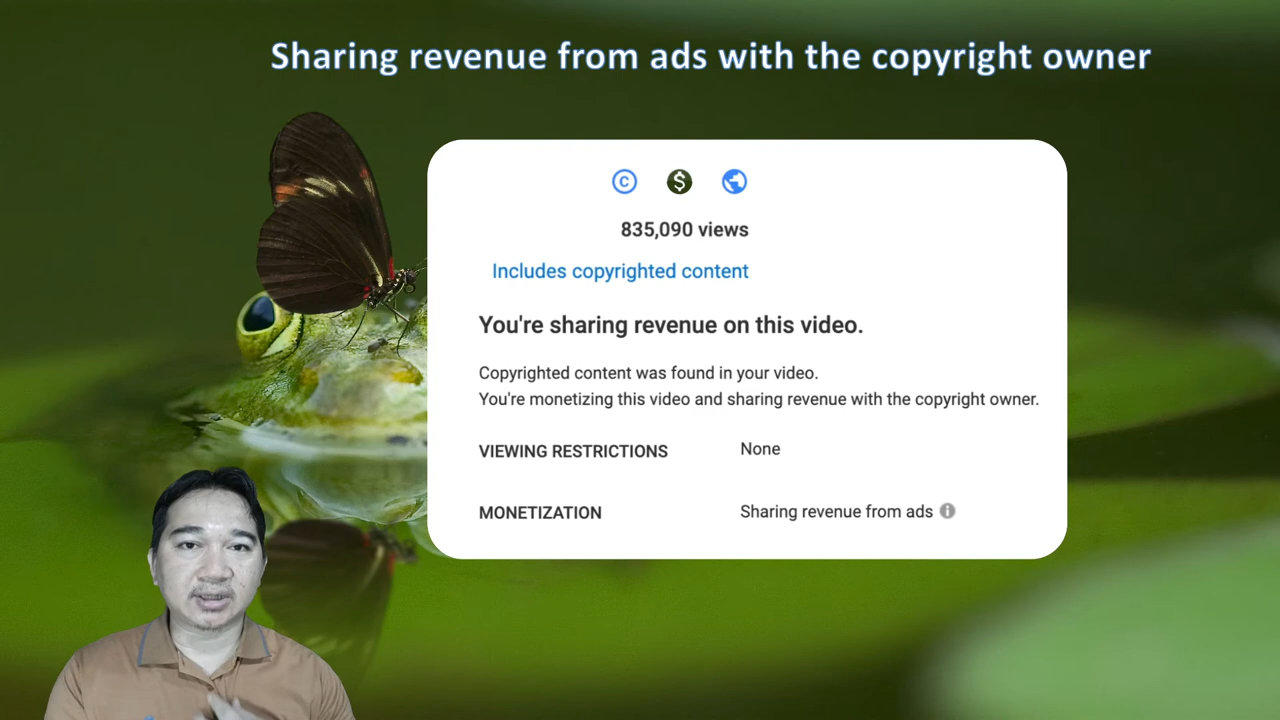 Sharing revenue from ads with the copyright owner
©
$
835,090 views
Includes copyrighted content
You're sharing revenue on this video.
Copyrighted content was found in your video.
You're monetizing this video and sharing revenue with the copyright owner.
VIEWING RESTRICTIONS None
MONETIZATION Sharing revenue from ads